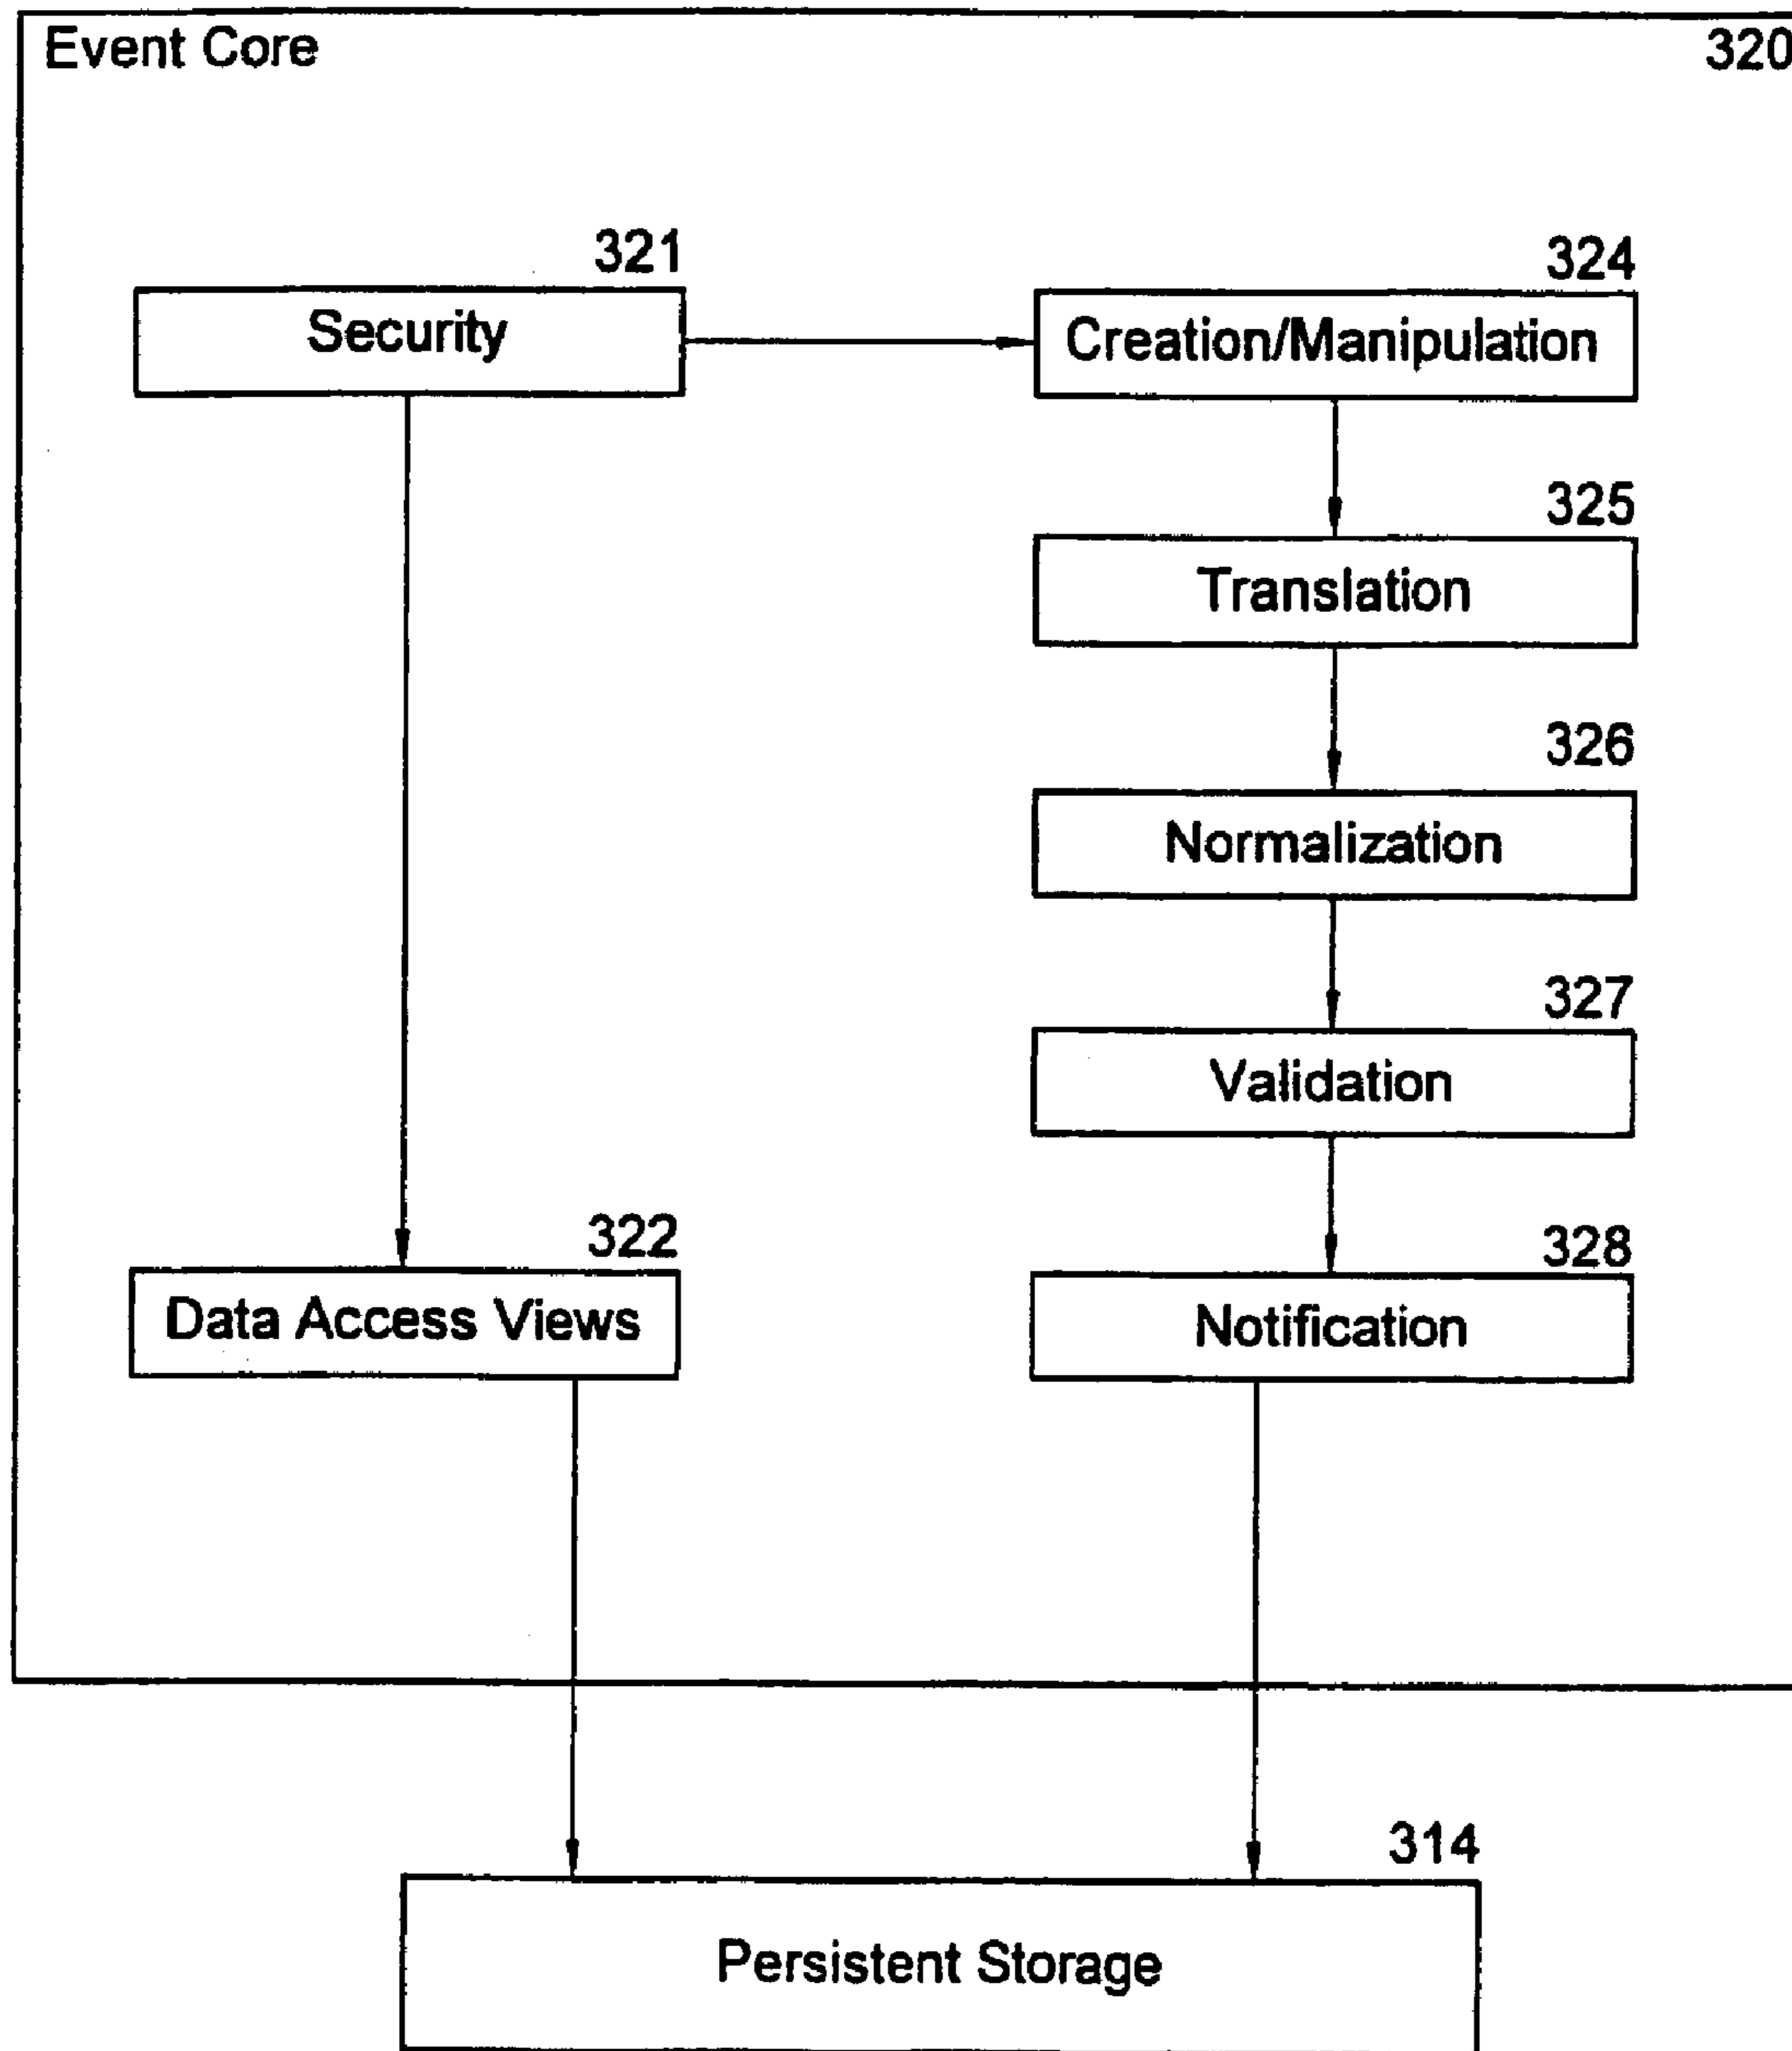 Event Core
320
321
Security
324
Creation/Manipulation
325
Translation
326
Normalization
327
Validation
322
Data Access Views
328
Notification
314
Persistent Storage